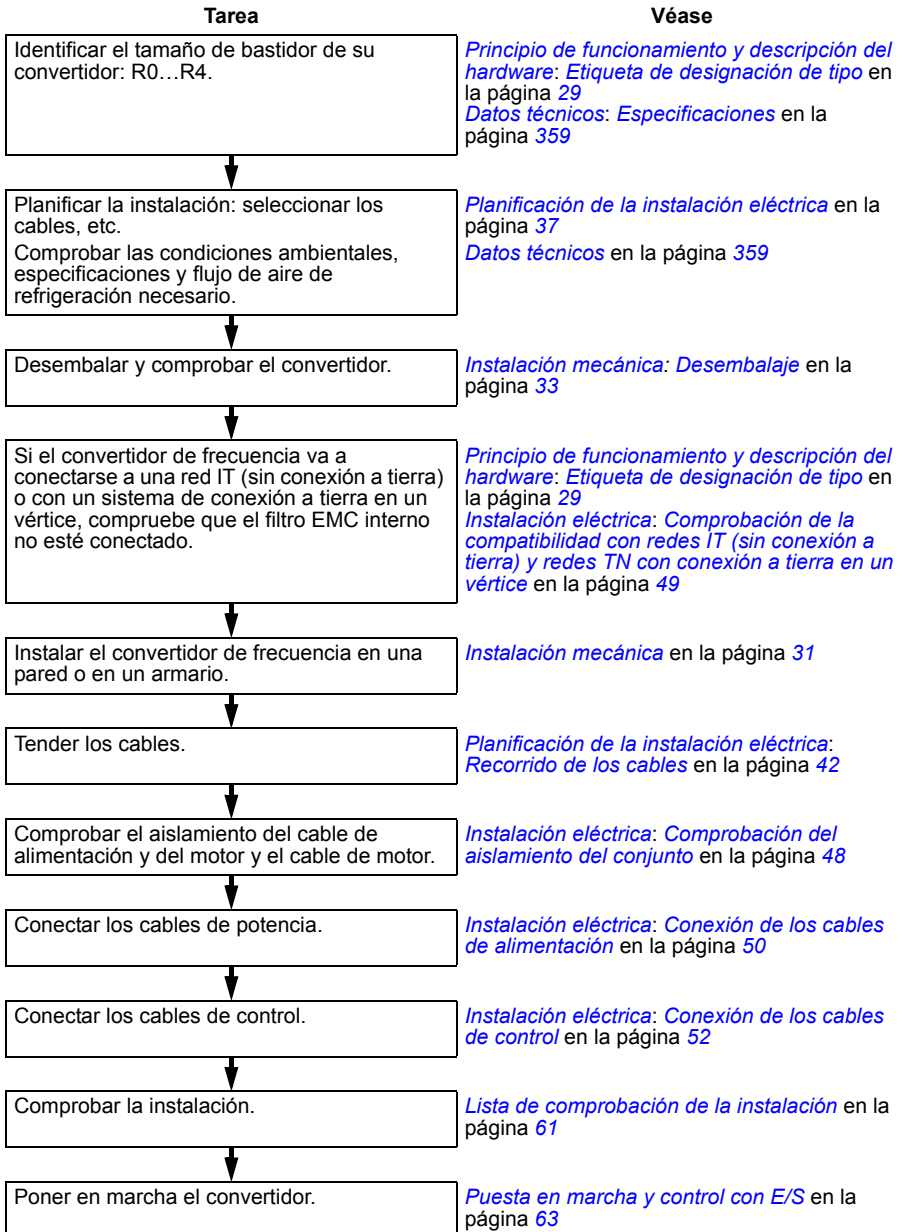 Tarea
Véase
Identificar el tamaño de bastidor de su
convertidor: R0…R4.
Principio de funcionamiento y descripción del
hardware: Etiqueta de designación de tipo en
la página 29
Datos técnicos: Especificaciones en la
página 359
Planificar la instalación: seleccionar los
cables, etc.
Comprobar las condiciones ambientales,
especificaciones y flujo de aire de
refrigeración necesario.
Planificación de la instalación eléctrica en la
página 37
Datos técnicos en la página 359
Desembalar y comprobar el convertidor.
Instalación mecánica: Desembalaje en la
página 33
Si el convertidor de frecuencia va a
conectarse a una red IT (sin conexión a tierra)
o con un sistema de conexión a tierra en un
vértice, compruebe que el filtro EMC interno
no esté conectado.
Principio de funcionamiento y descripción del
hardware: Etiqueta de designación de tipo en
la página 29
Instalación eléctrica: Comprobación de la
compatibilidad con redes IT (sin conexión a
tierra) y redes TN con conexión a tierra en un
vértice en la página 49
Instalar el convertidor de frecuencia en una
pared o en un armario.
Instalación mecánica en la página 31
Tender los cables.
Planificación de la instalación eléctrica:
Recorrido de los cables en la página 42
Comprobar el aislamiento del cable de
alimentación y del motor y el cable de motor.
Instalación eléctrica: Comprobación del
aislamiento del conjunto en la página 48
Conectar los cables de potencia.
Instalación eléctrica: Conexión de los cables
de alimentación en la página 50
Conectar los cables de control.
Instalación eléctrica: Conexión de los cables
de control en la página 52
Comprobar la instalación.
Lista de comprobación de la instalación en la
página 61
Poner en marcha el convertidor.
Puesta en marcha y control con E/S en la
página 63